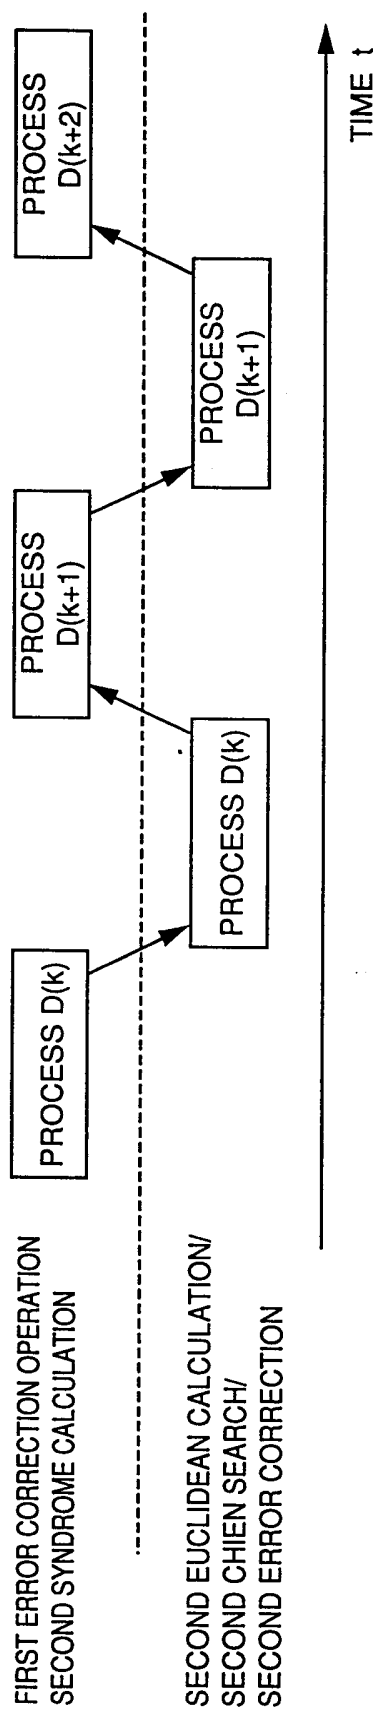 FIRST ERROR CORRECTION OPERATION
SECOND SYNDROME CALCULATION
PROCESS D(k)
PROCESS
D(k+1)
PROCESS
D(k+2)
SECOND EUCLIDEAN CALCULATION/
SECOND CHIEN SEARCH/
SECOND ERROR CORRECTION
PROCESS D(k)
PROCESS
D(k+1)
TIME t